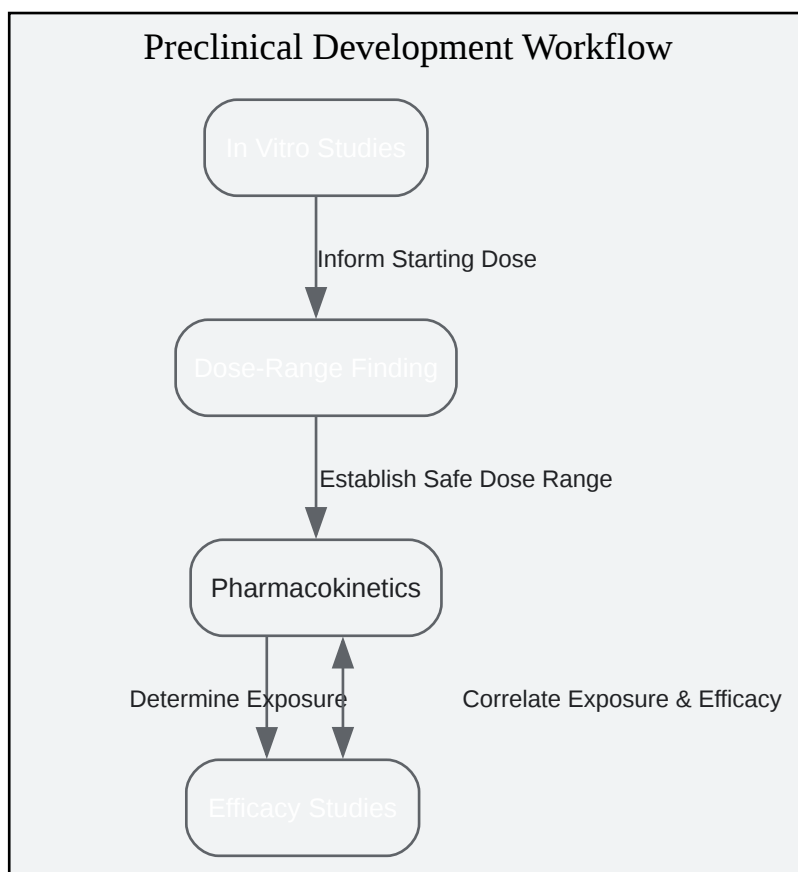 Preclinical Development Workflow
In Vitro Studies
Inform Starting Dose
Dose-Range Finding
Establish Safe Dose Range
Pharmacokinetics
Determine Exposure
Correlate Exposure & Efficacy
Efficacy Studies